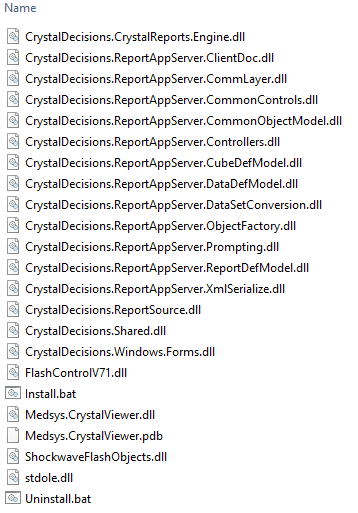 Name
CrystalDecisions.CrystalReports.Engine.dll
CrystalDecisions.ReportAppServer.ClientDoc.dll
CrystalDecisions.ReportAppServer.CommLayer.dll
CrystalDecisions.ReportAppServer.CommonControls.dll
CrystalDecisions.ReportAppServer.CommonObjectModel.dll
CrystalDecisions.ReportAppServer.Controllers.dll
CrystalDecisions.ReportAppServer.CubeDefModel.dll
CrystalDecisions.ReportAppServer.DataDefModel.dll
CrystalDecisions.ReportAppServer.DataSetConversion.dll
CrystalDecisions.ReportAppServer.ObjectFactory.dll
CrystalDecisions.ReportAppServer.Prompting.dll
CrystalDecisions.ReportAppServer.ReportDefModel.dll
CrystalDecisions.ReportAppServer.XmlSerialize.dll
CrystalDecisions.ReportSource.dll
CrystalDecisions.Shared.dll
CrystalDecisions.Windows.Forms.dll
FlashControlV71.dll
Install.bat
Medsys.CrystalViewer.dll
Medsys.CrystalViewer.pdb
ShockwaveFlashObjects.dll
stdole.dll
Uninstall.bat